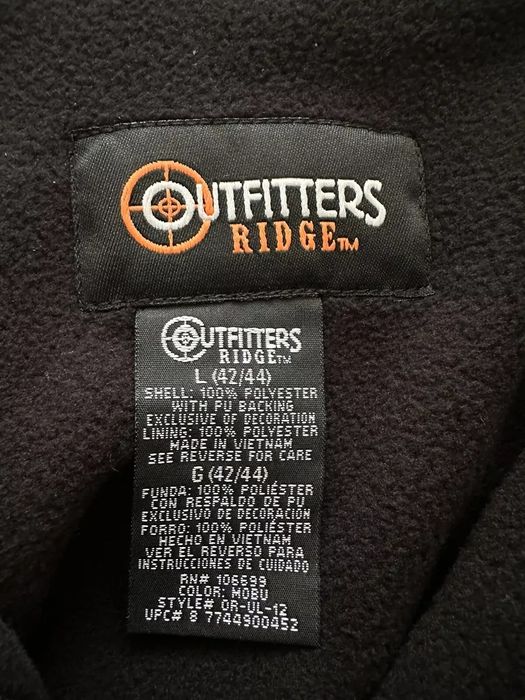 OUTFITTERS
RIDGE™
OUTFITTERS
RIDGE™
L (42/44)
SHELL: 100% POLYESTER
WITH PU BACKING
EXCLUSIVE OF DECORATION
LINING: 100% POLYESTER
MADE IN VIETNAM
SEE REVERSE FOR CARE
G (42/44)
FUNDA: 100% POLIÉSTER
CON RESPALDO DE PU
EXCLUSIVO DE DECORACIÓN
FORRO: 100% POLIÉSTER
HECHO EN VIETNAM
VER EL REVERSO PARA
INSTRUCCIONES DE CUIDADO
RN# 106699
COLOR: MOBU
STYLE# OR-UL-12
UPC# 8 7744900452